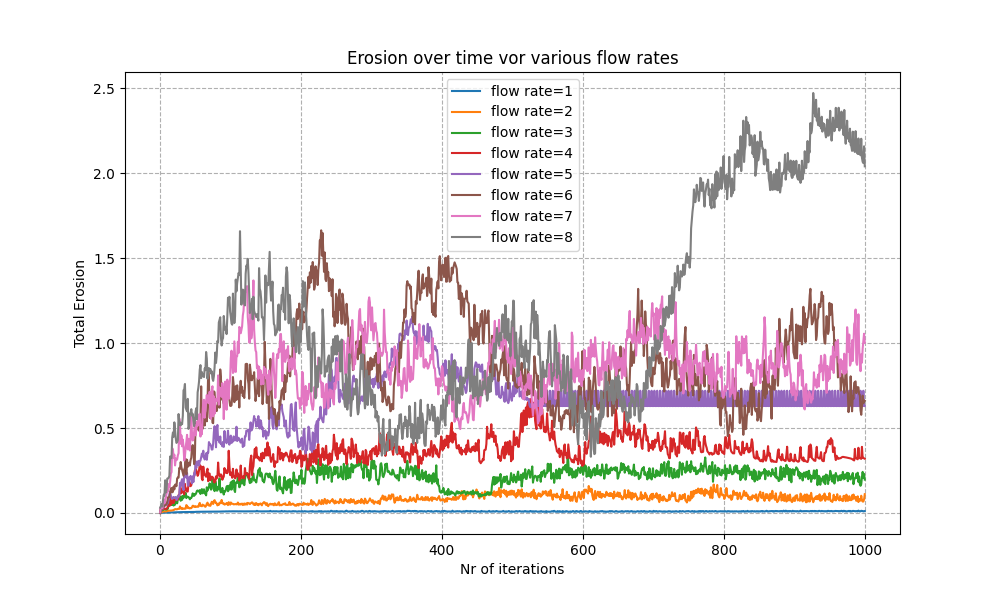 Erosion over time vor various flow rates
flow rate=1
flow rate=2
flow rate=3
flow rate=4
flow rate=5
flow rate=6
flow rate=7
flow rate=8
2.5
2.0
1.5
1.0
0.5
0.0
Total Erosion
0
200
400
600
800
1000
Nr of iterations